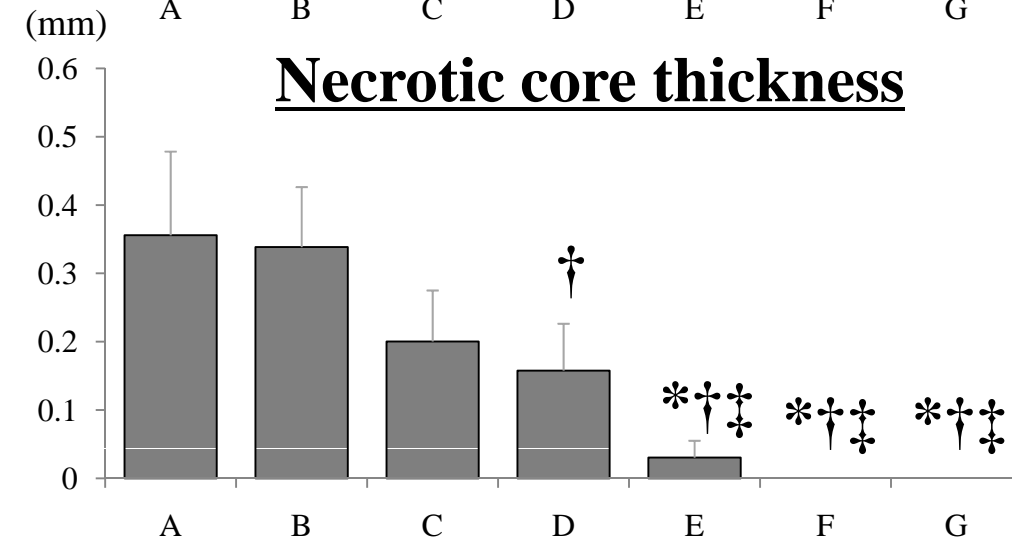 A B C D E F G
(mm)
Necrotic core thickness
0.6
0.5
0.4
0.3
0.2
0.1
0
†
*†‡ *†‡ *†‡
A B C D E F G